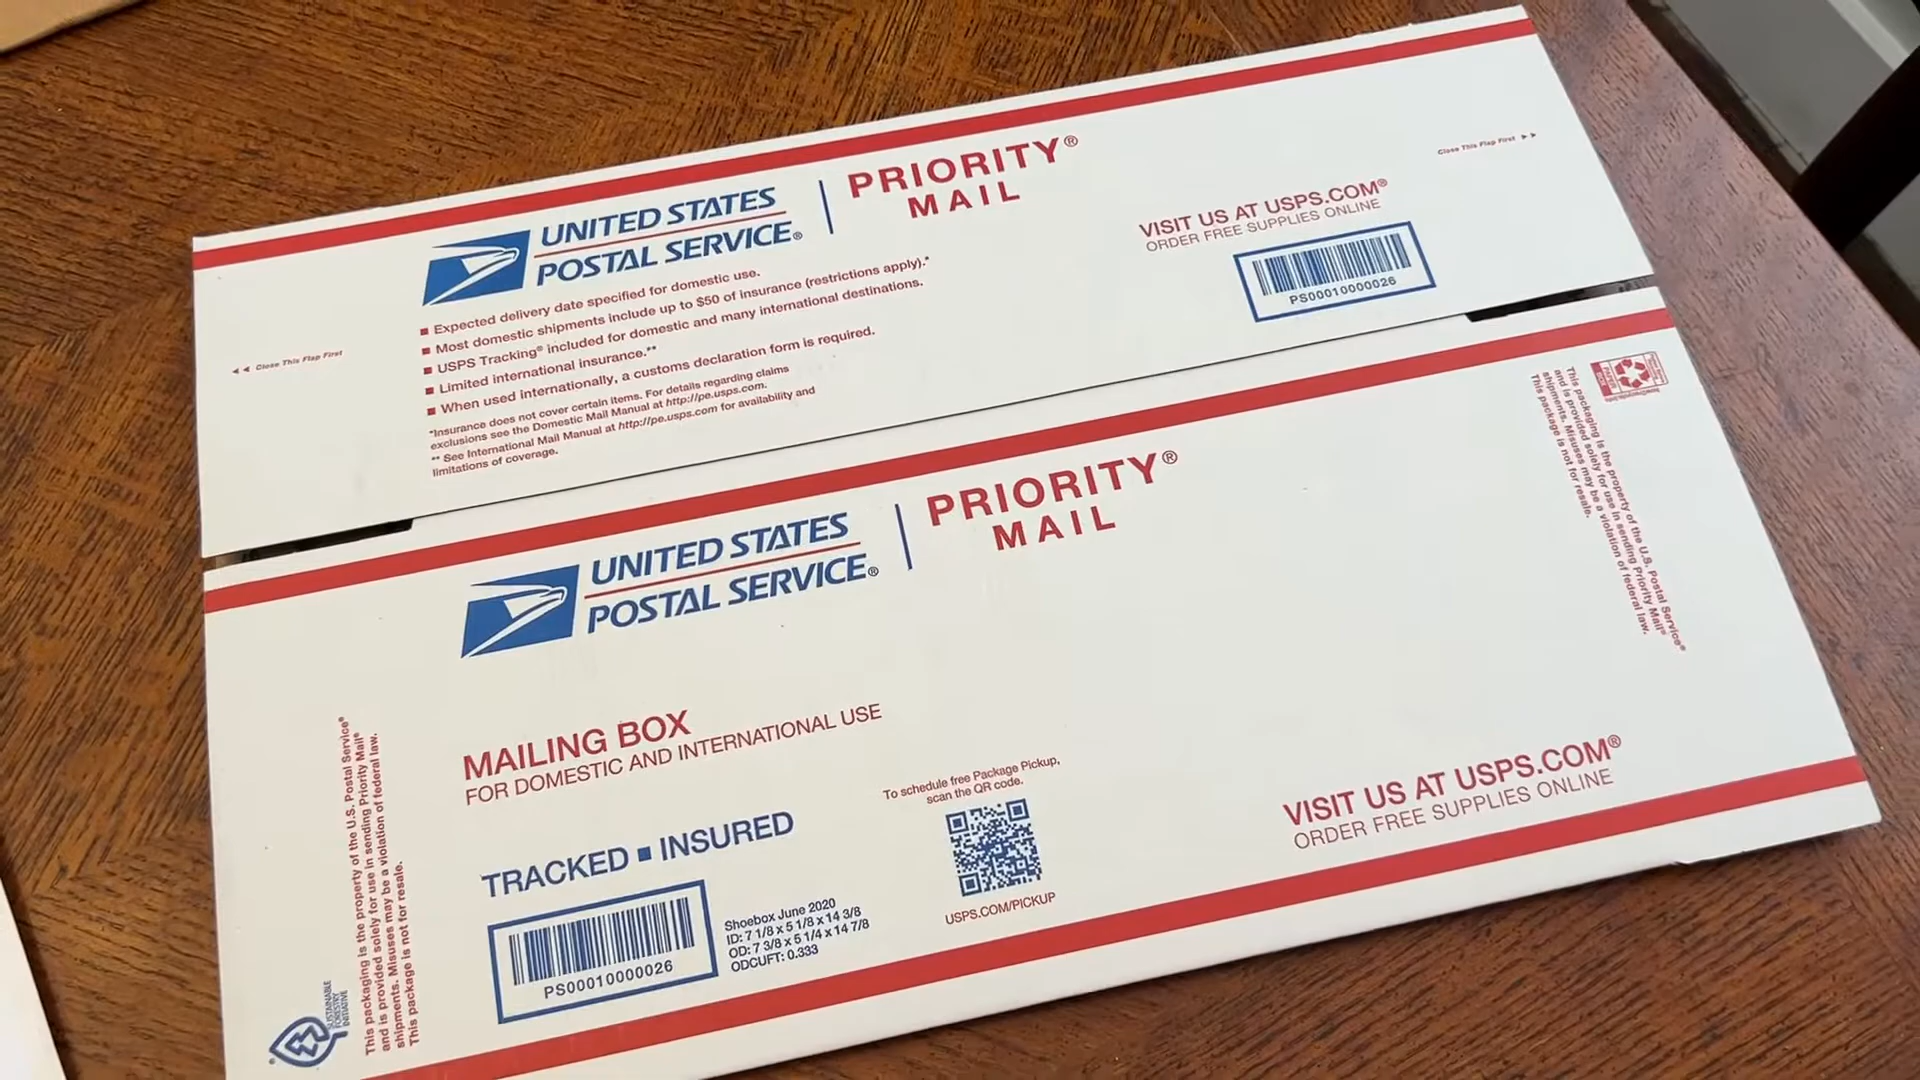 PRIORITY®
MAIL
UNITED STATES
POSTAL SERVICE®
Close This Flap First ►►
VISIT US AT USPS.COM®
ORDER FREE SUPPLIES ONLINE
PS00010000026
◄◄ Close This Flap First
■ Expected delivery date specified for domestic use.
■ Most domestic shipments include up to $50 of insurance (restrictions apply).*
■ USPS Tracking® included for domestic and many international destinations.
■ Limited international insurance.**
■ When used internationally, a customs declaration form is required.
*Insurance does not cover certain items. For details regarding claims
exclusions see the Domestic Mail Manual at http://pe.usps.com.
** See International Mail Manual at http://pe.usps.com for availability and
limitations of coverage.
PRIORITY®
MAIL
UNITED STATES
POSTAL SERVICE®
This packaging is the property of the U.S. Postal Service®
and is provided solely for use in sending Priority Mail®
shipments. Misuses may be a violation of federal law.
This package is not for resale.
MAILING BOX
FOR DOMESTIC AND INTERNATIONAL USE
TRACKED ■ INSURED
PS00010000026
Shoebox June 2020
ID: 7 1/8 x 5 1/8 x 14 3/8
OD: 7 3/8 x 5 1/4 x 14 7/8
ODCUFT: 0.333
To schedule free Package Pickup,
scan the QR code.
USPS.COM/PICKUP
VISIT US AT USPS.COM®
ORDER FREE SUPPLIES ONLINE
This packaging is the property of the U.S. Postal Service®
and is provided solely for use in sending Priority Mail®
shipments. Misuses may be a violation of federal law.
This package is not for resale.
SUSTAINABLE
FORESTRY
INITIATIVE